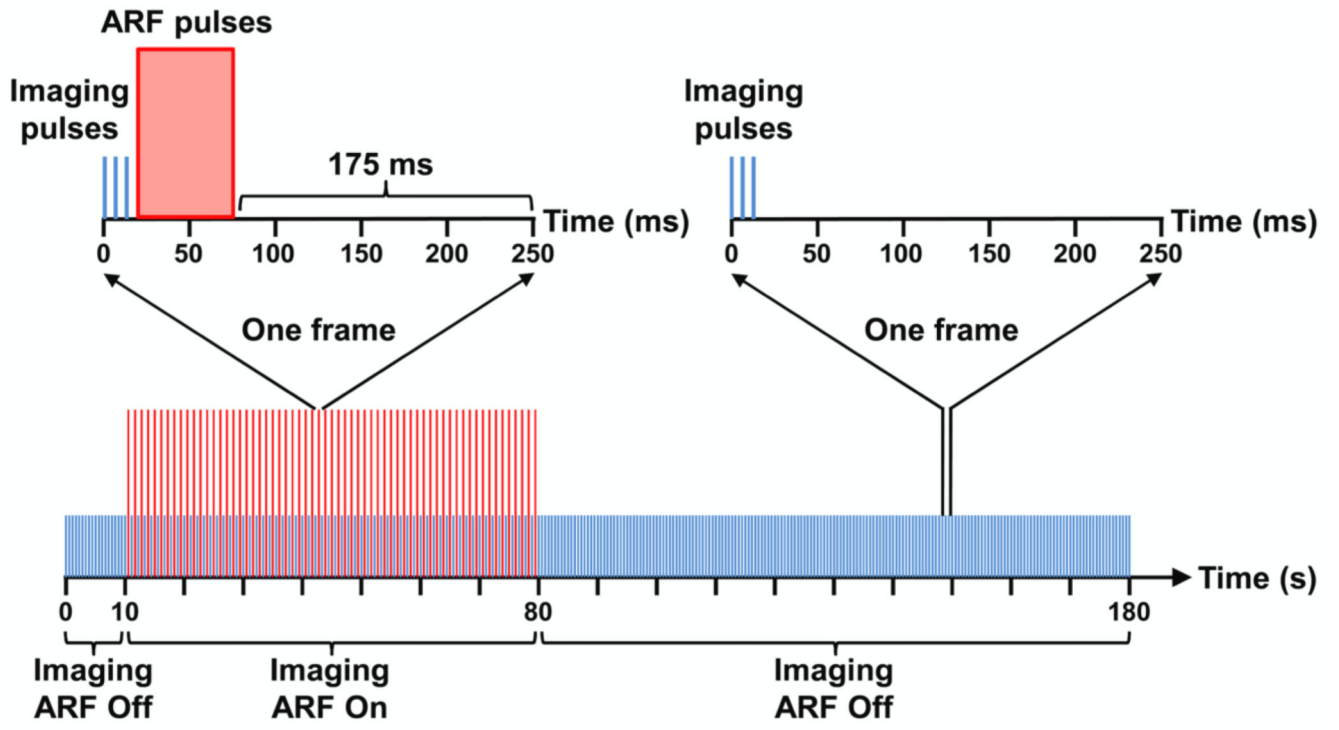 ARF pulses
Imaging
pulses
175 ms
Time (ms)
0 50 100 150 200 250
One frame
Imaging
pulses
Time (ms)
0 50 100 150 200 250
One frame
Time (s)
0 10 80 180
Imaging
ARF Off
Imaging
ARF On
Imaging
ARF Off